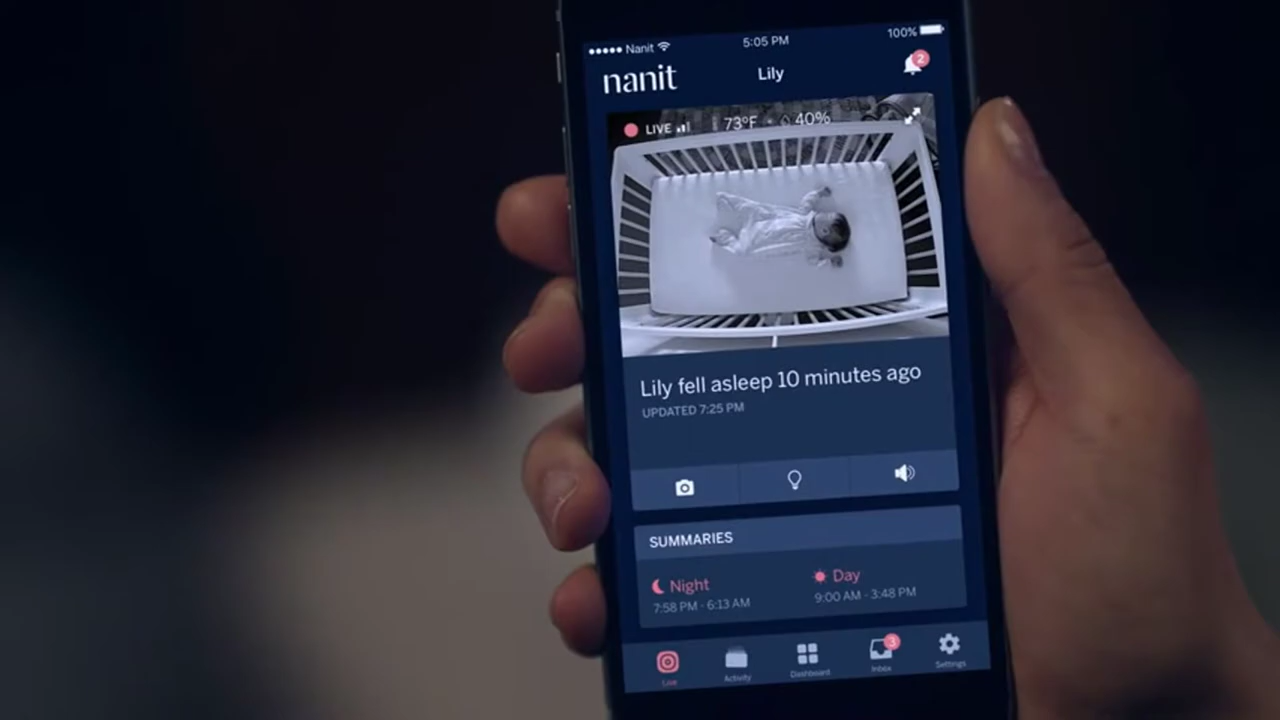 Nanit 5:05 PM 100%
nanit Lily 2
LIVE 73°F 40%
Lily fell asleep 10 minutes ago
UPDATED 7:25 PM
SUMMARIES
Night Day
7:58 PM - 6:13 AM 9:00 AM - 3:48 PM
3
Live Activity Dashboard Inbox Settings